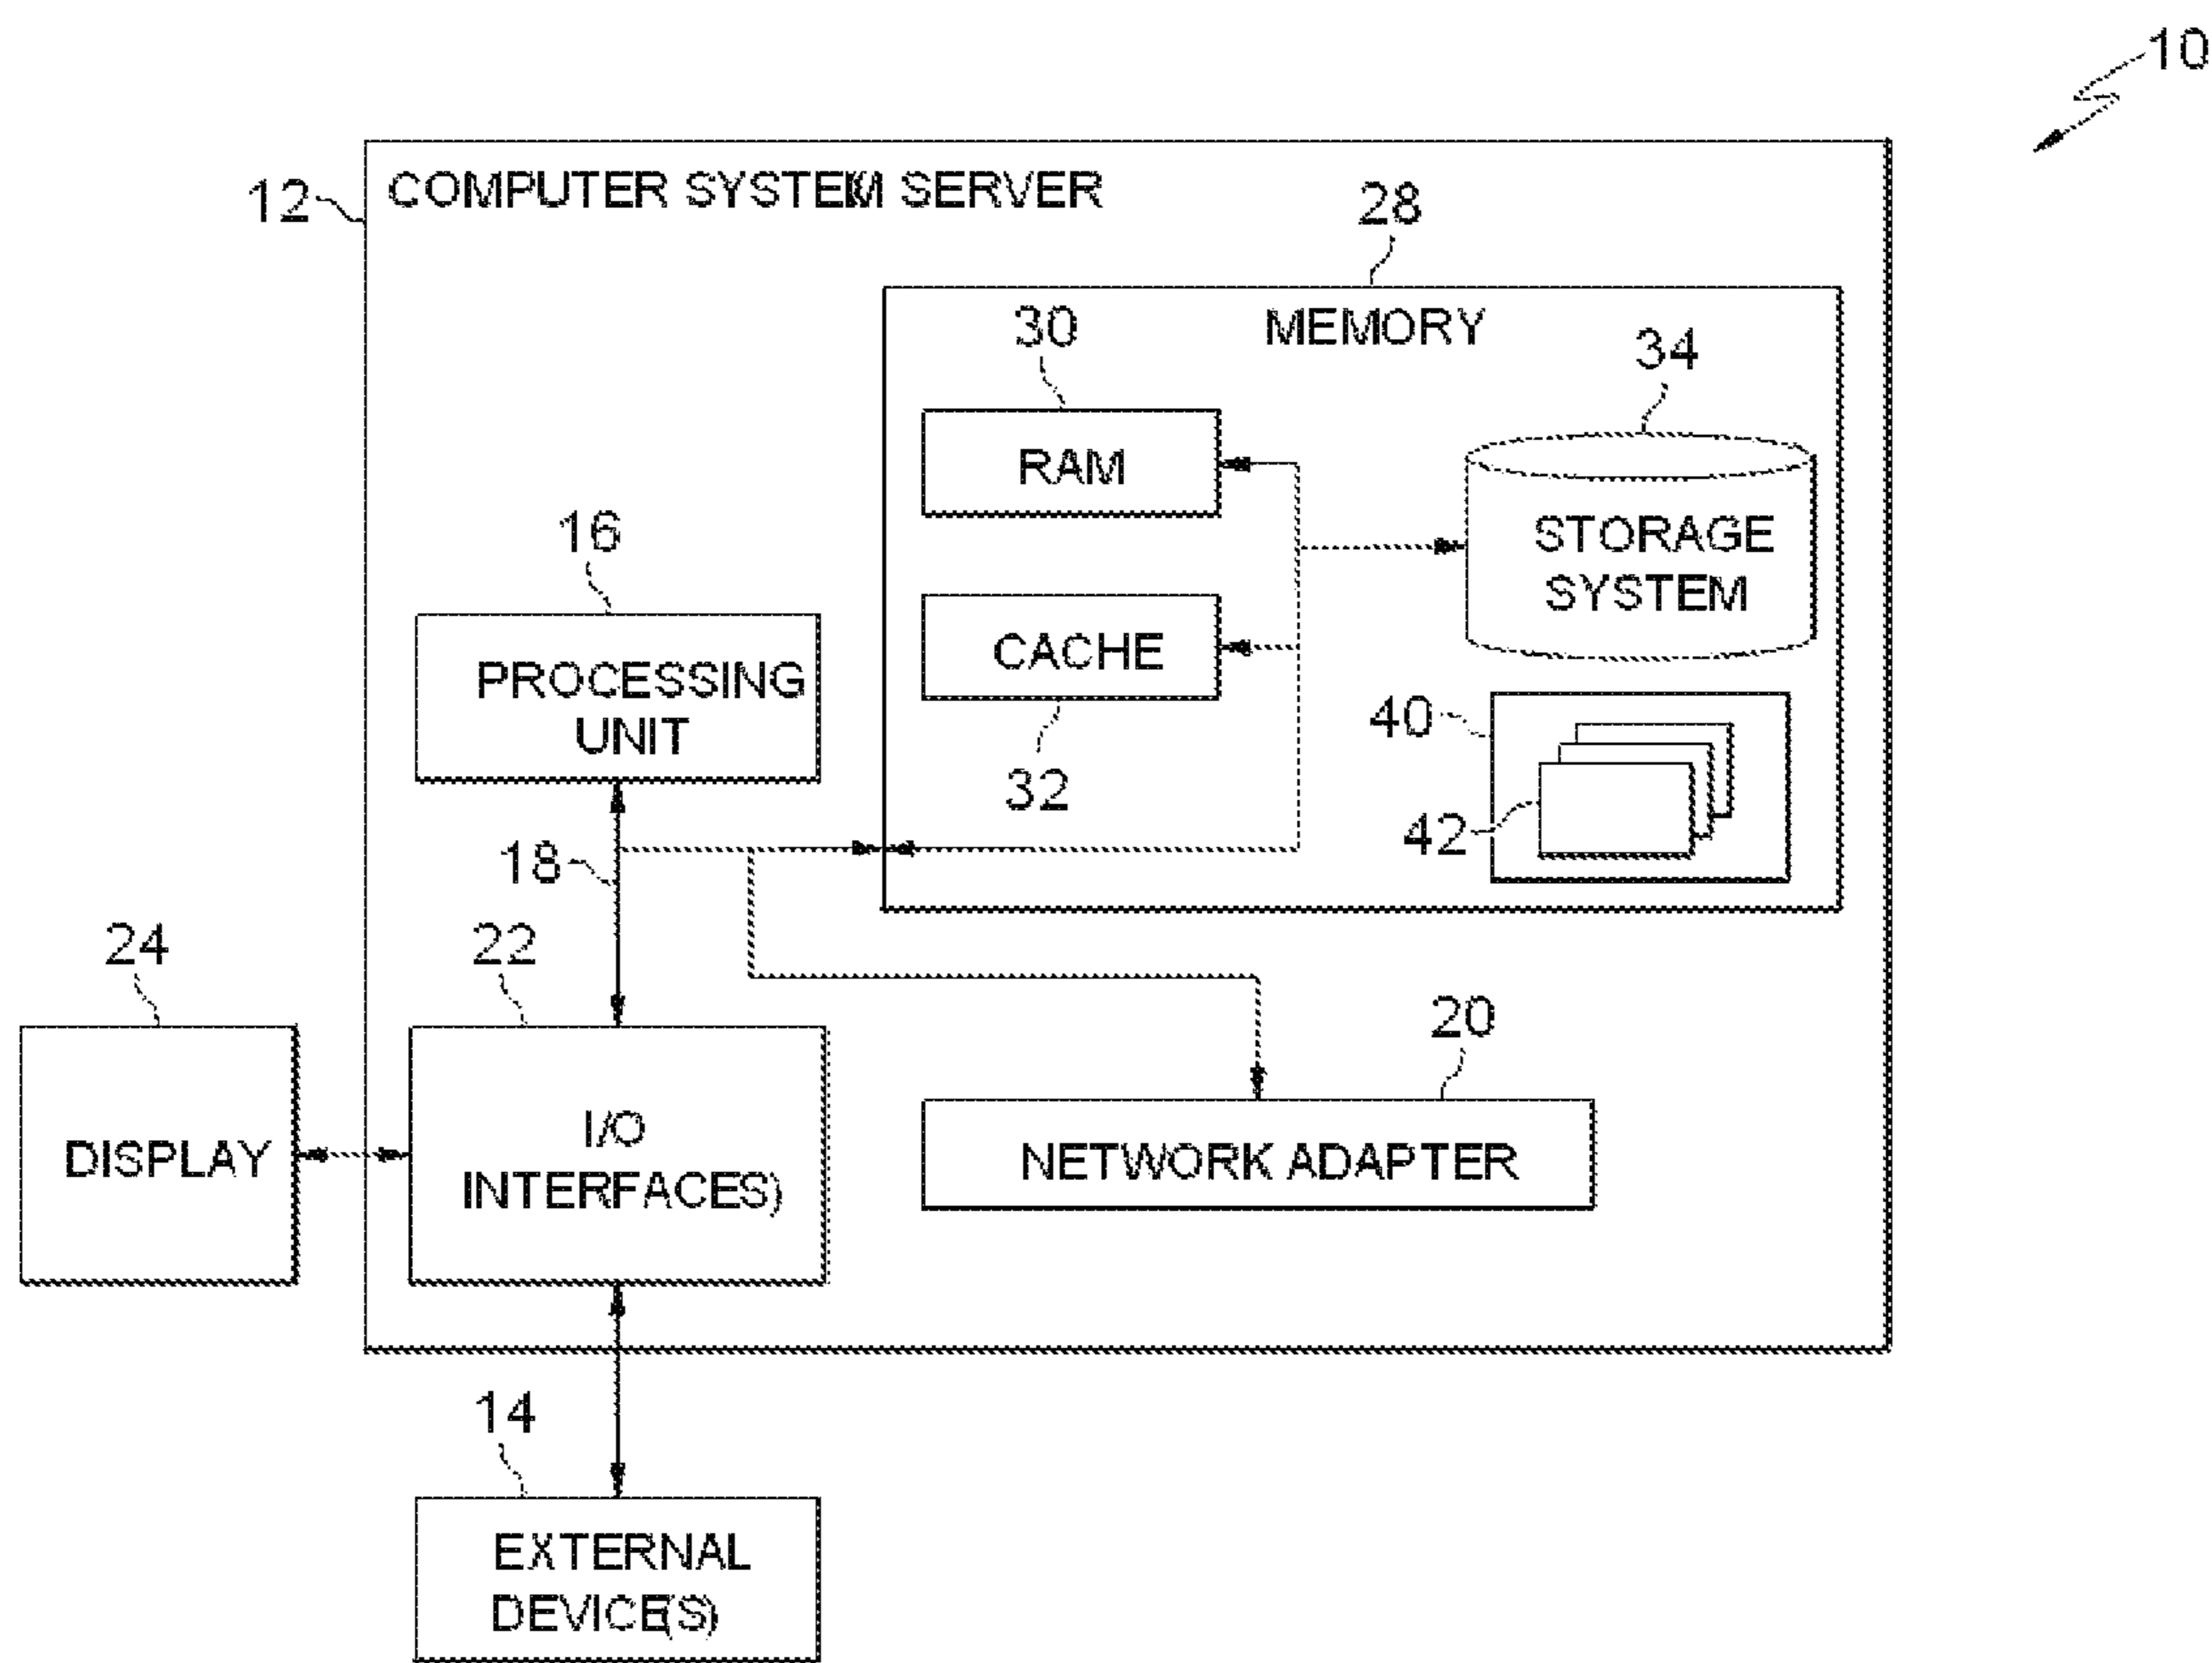 10
12
COMPUTER SYSTEM SERVER
28
MEMORY
30
34
RAM
STORAGE
SYSTEM
16
PROCESSING
UNIT
CACHE
32
40
42
18
24
22
20
DISPLAY
I/O
INTERFACES)
NETWORK ADAPTER
14
EXTERNAL
DEVICE(S)